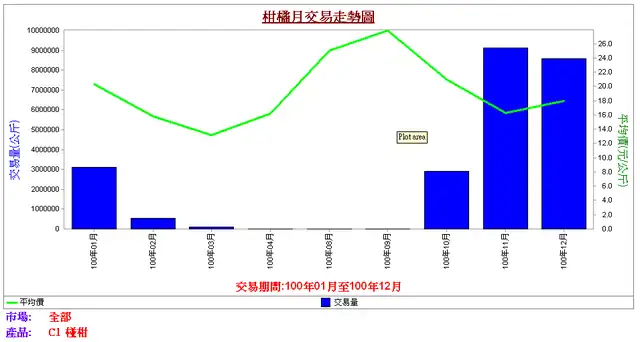 柑橘月交易走勢圖
交易量(公斤)
10000000
9000000
8000000
7000000
6000000
5000000
4000000
3000000
2000000
1000000
0
26.0
24.0
22.0
20.0
18.0
16.0
14.0
12.0
10.0
8.0
6.0
4.0
2.0
0.0
平均價(元/公斤)
Plot area
100年01月
100年02月
100年03月
100年04月
100年08月
100年09月
100年10月
100年11月
100年12月
交易期間:100年01月至100年12月
平均價
交易量
市場: 全部
產品: C1 椪柑